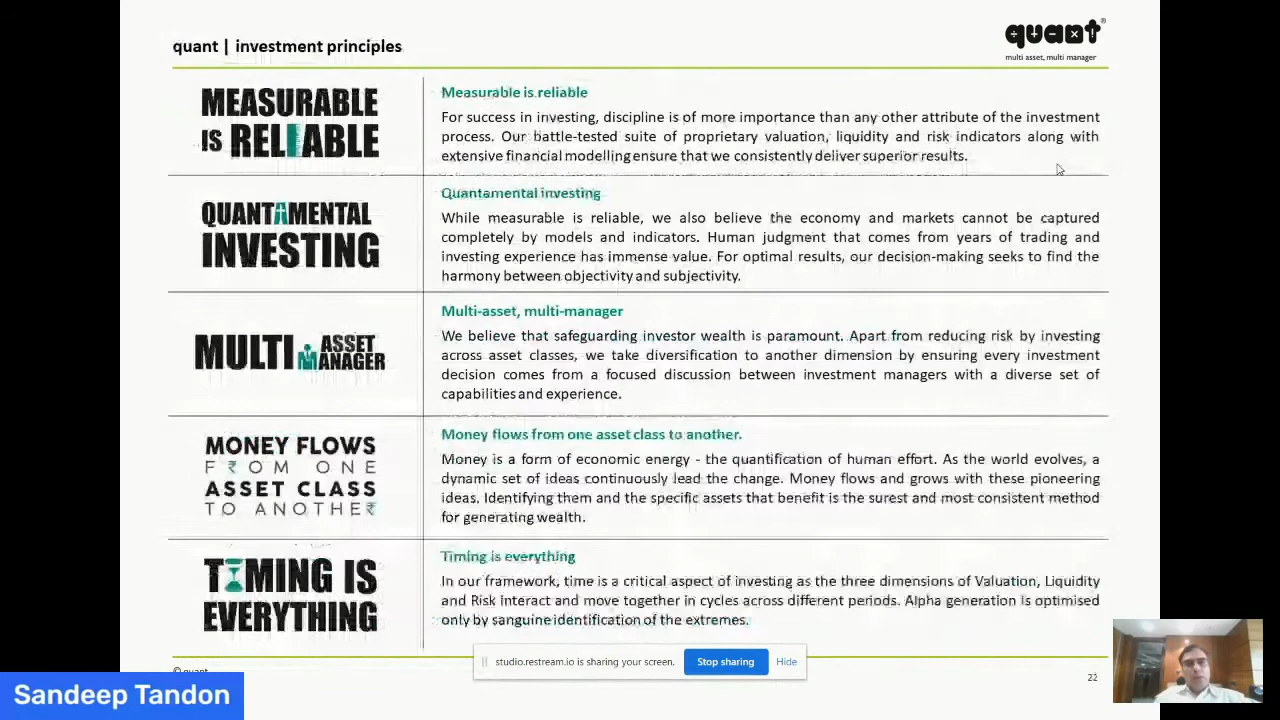 quant | investment principles
quant®
multi asset, multi manager
MEASURABLE
IS RELIABLE
Measurable is reliable
For success in investing, discipline is of more importance than any other attribute of the investment
process. Our battle-tested suite of proprietary valuation, liquidity and risk indicators along with
extensive financial modelling ensure that we consistently deliver superior results.
QUANTAMENTAL
INVESTING
Quantamental investing
While measurable is reliable, we also believe the economy and markets cannot be captured
completely by models and indicators. Human judgment that comes from years of trading and
investing experience has immense value. For optimal results, our decision-making seeks to find the
harmony between objectivity and subjectivity.
MULTI ASSET
MANAGER
Multi-asset, multi-manager
We believe that safeguarding investor wealth is paramount. Apart from reducing risk by investing
across asset classes, we take diversification to another dimension by ensuring every investment
decision comes from a focused discussion between investment managers with a diverse set of
capabilities and experience.
MONEY FLOWS
F₹OM ONE
ASSET CLASS
TO ANOTHE₹
Money flows from one asset class to another.
Money is a form of economic energy - the quantification of human effort. As the world evolves, a
dynamic set of ideas continuously lead the change. Money flows and grows with these pioneering
ideas. Identifying them and the specific assets that benefit is the surest and most consistent method
for generating wealth.
TIMING IS
EVERYTHING
Timing is everything
In our framework, time is a critical aspect of investing as the three dimensions of Valuation, Liquidity
and Risk Interact and move together in cycles across different periods. Alpha generation is optimised
only by sanguine identification of the extremes.
© quant
studio.restream.io is sharing your screen.
Stop sharing
Hide
22
Sandeep Tandon